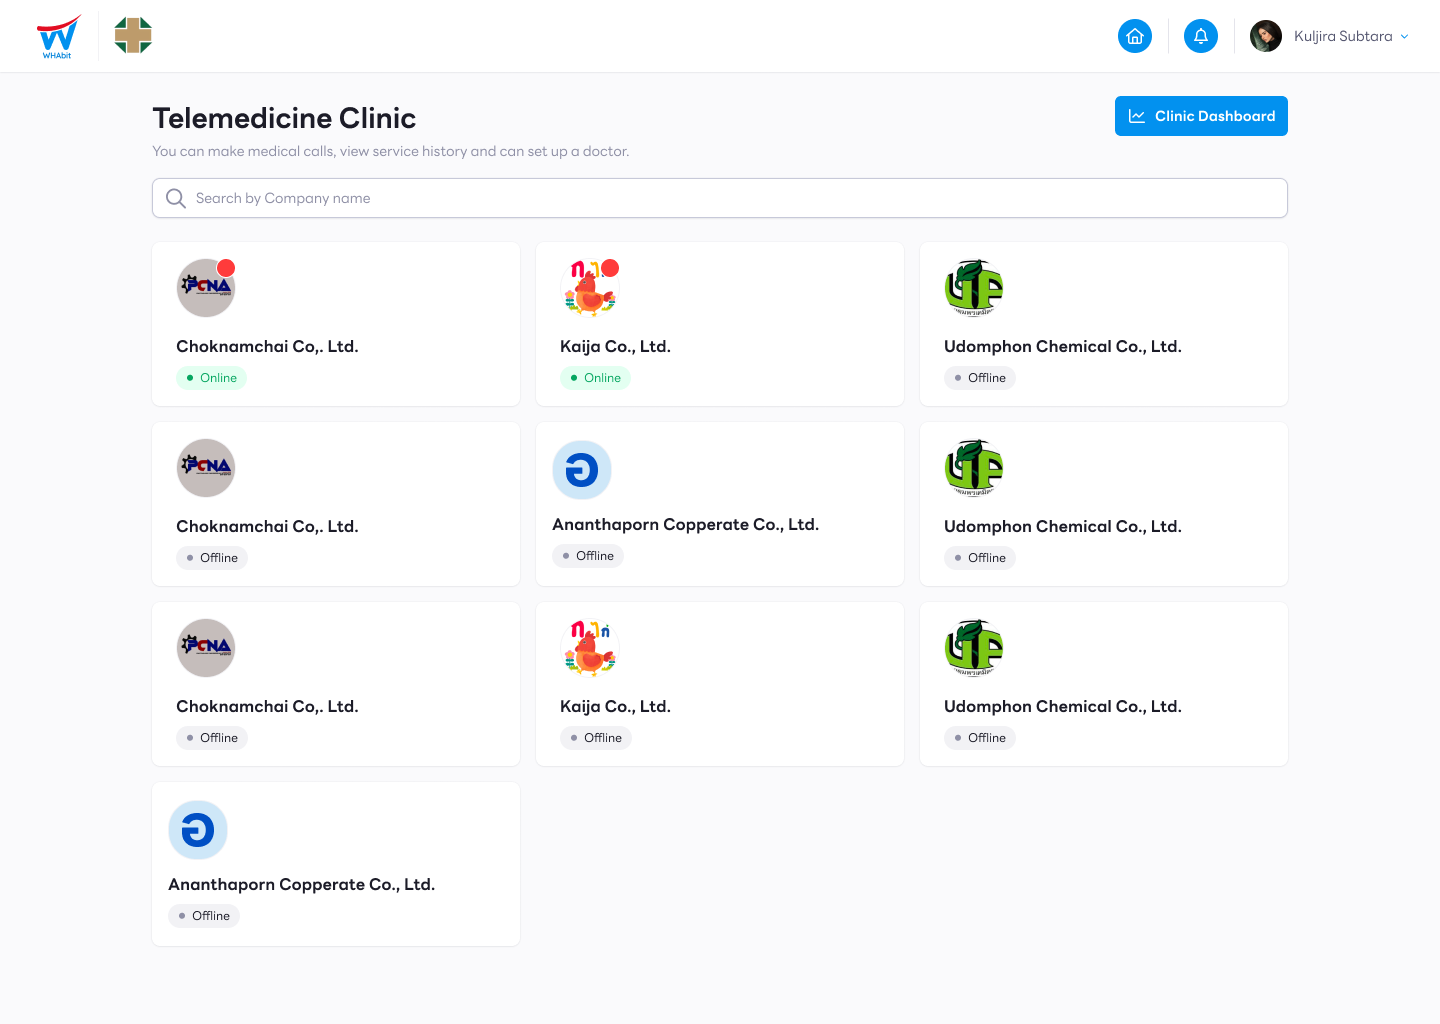 WHAbit
Kuljira Subtara
Telemedicine Clinic
Clinic Dashboard
You can make medical calls, view service history and can set up a doctor.
Search by Company name
PCNA
Choknamchai Co,. Ltd.
Online
Kaija Co., Ltd.
Online
UP
Udomphon Chemical Co., Ltd.
Offline
PCNA
Choknamchai Co,. Ltd.
Offline
Ananthaporn Copperate Co., Ltd.
Offline
UP
Udomphon Chemical Co., Ltd.
Offline
PCNA
Choknamchai Co,. Ltd.
Offline
Kaija Co., Ltd.
Offline
UP
Udomphon Chemical Co., Ltd.
Offline
Ananthaporn Copperate Co., Ltd.
Offline